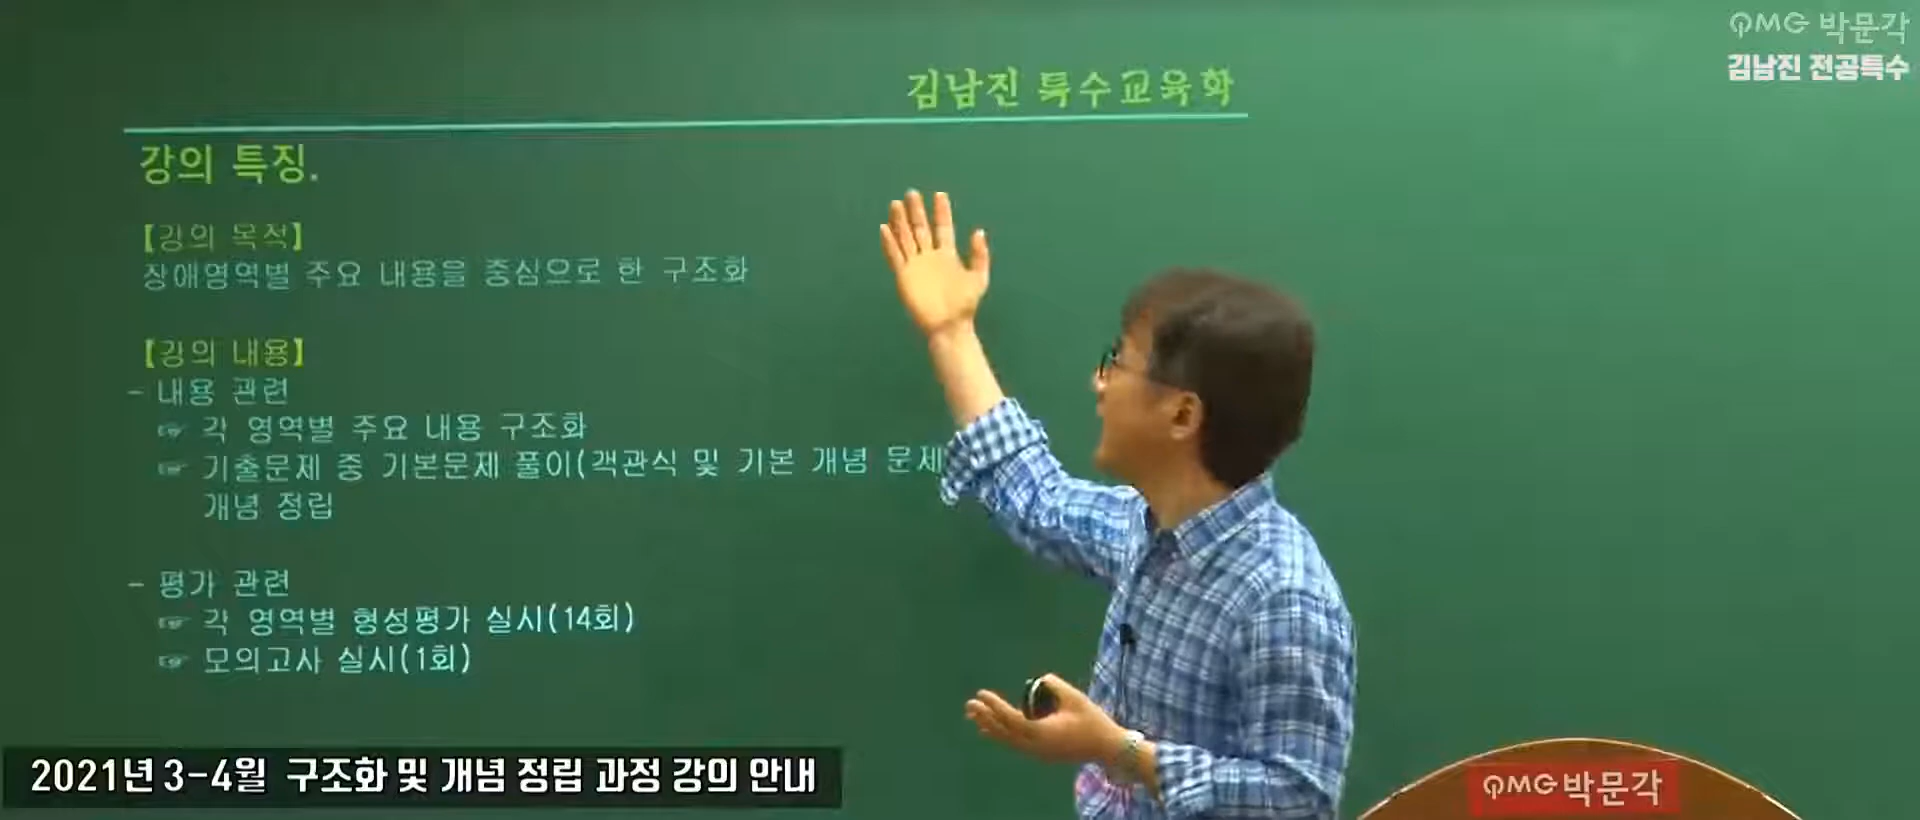 PMG 박문각
김남진 전공특수
김남진 특수교육학
강의 특징.
【강의 목적】
장애영역별 주요 내용을 중심으로 한 구조화
【강의 내용】
- 내용 관련
☞ 각 영역별 주요 내용 구조화
☞ 기출문제 중 기본문제 풀이(객관식 및 기본 개념 문제
개념 정립
- 평가 관련
☞ 각 영역별 형성평가 실시(14회)
☞ 모의고사 실시(1회)
2021년 3-4월 구조화 및 개념 정립 과정 강의 안내
PMG 박문각